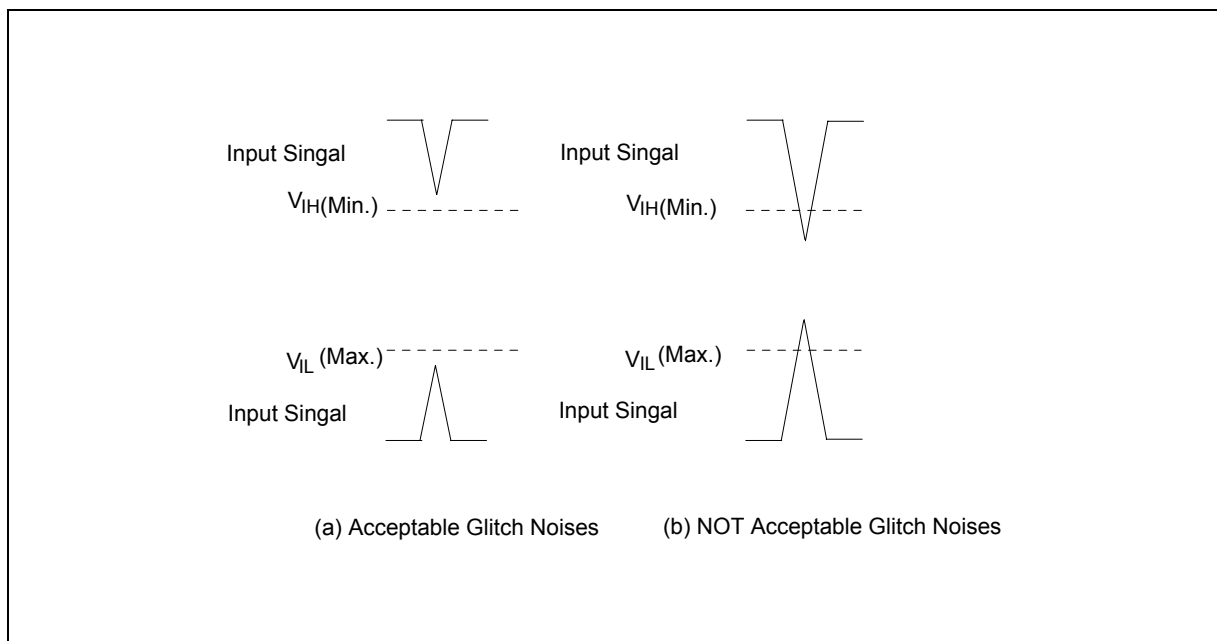 Input Singal
Input Singal
VIH(Min.)
VIH(Min.)
VIL (Max.)
VIL (Max.)
Input Singal
Input Singal
(a) Acceptable Glitch Noises
(b) NOT Acceptable Glitch Noises